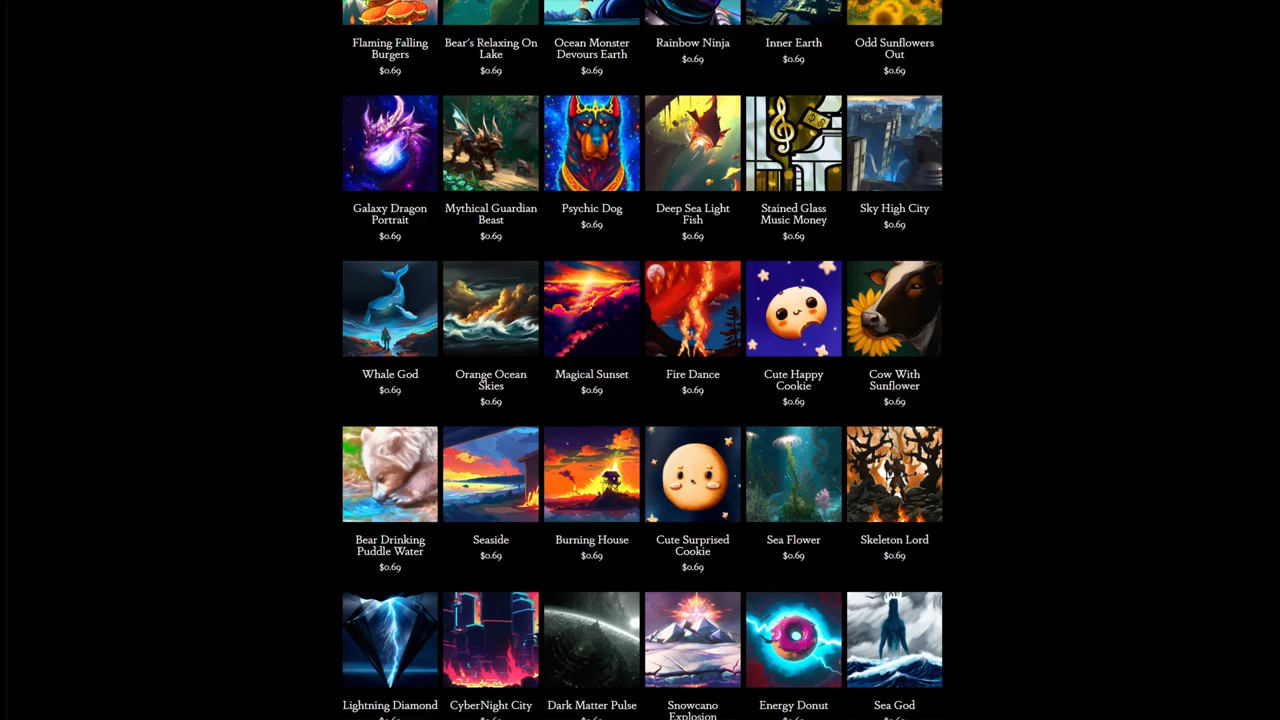 Flaming Falling
Burgers
$0.69
Bear's Relaxing On
Lake
$0.69
Ocean Monster
Devours Earth
$0.69
Rainbow Ninja
$0.69
Inner Earth
$0.69
Odd Sunflowers
Out
$0.69
Galaxy Dragon
Portrait
$0.69
Mythical Guardian
Beast
$0.69
Psychic Dog
$0.69
Deep Sea Light
Fish
$0.69
Stained Glass
Music Money
$0.69
Sky High City
$0.69
Whale God
$0.69
Orange Ocean
Skies
$0.69
Magical Sunset
$0.69
Fire Dance
$0.69
Cute Happy
Cookie
$0.69
Cow With
Sunflower
$0.69
Bear Drinking
Puddle Water
$0.69
Seaside
$0.69
Burning House
$0.69
Cute Surprised
Cookie
$0.69
Sea Flower
$0.69
Skeleton Lord
$0.69
Lightning Diamond
CyberNight City
Dark Matter Pulse
Snowcano
Explosion
Energy Donut
Sea God